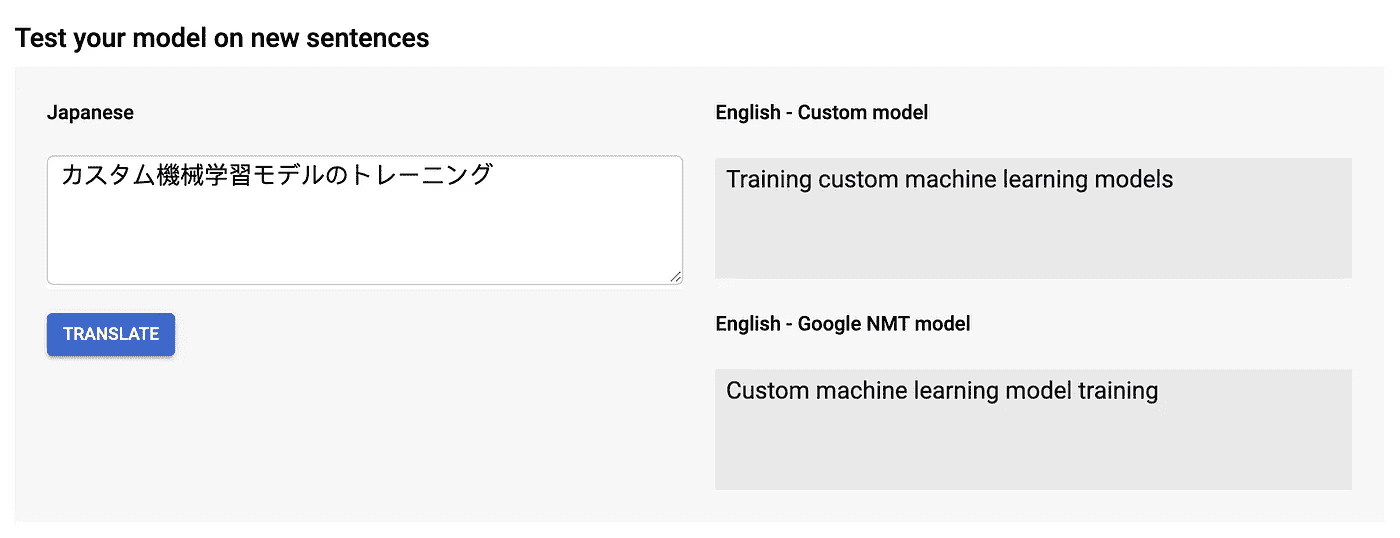 Test your model on new sentences
Japanese
カスタム機械学習モデルのトレーニング
TRANSLATE
English - Custom model
Training custom machine learning models
English - Google NMT model
Custom machine learning model training